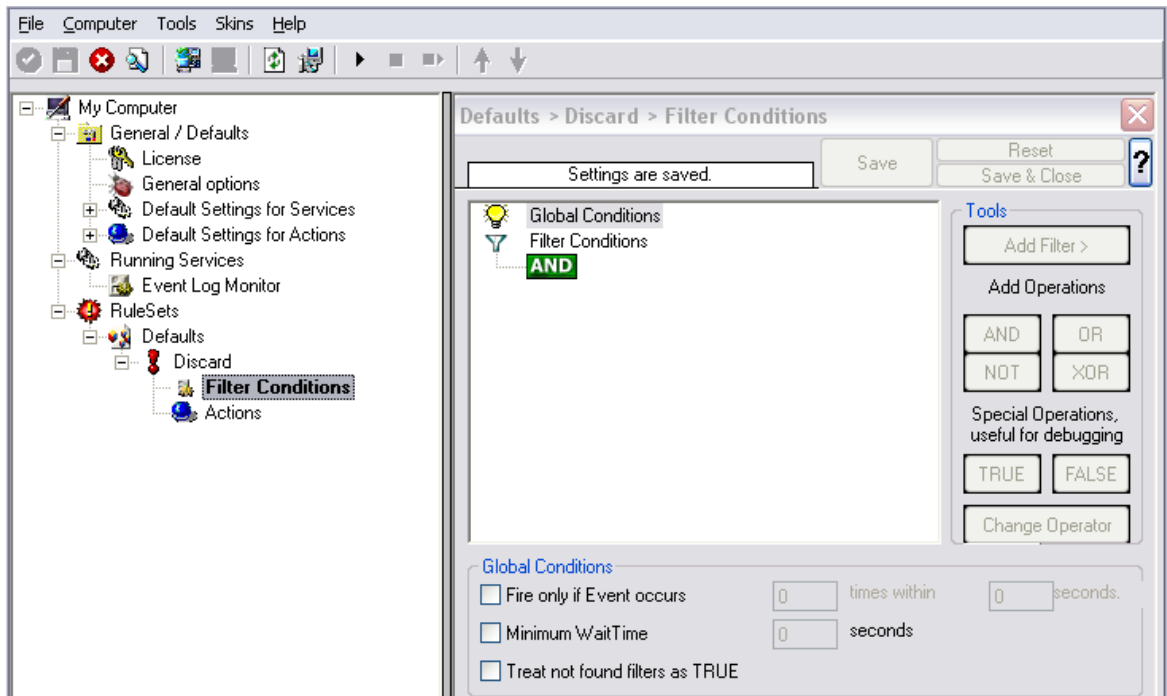 File Computer Tools Skins Help
My Computer
General / Defaults
License
General options
Default Settings for Services
Default Settings for Actions
Running Services
Event Log Monitor
RuleSets
Defaults
Discard
Filter Conditions
Actions
Defaults > Discard > Filter Conditions
Settings are saved.
Save
Reset
Save & Close
?
Global Conditions
Filter Conditions
AND
Tools
Add Filter >
Add Operations
AND OR
NOT XOR
Special Operations,
useful for debugging
TRUE FALSE
Change Operator
Global Conditions
Fire only if Event occurs 0 times within 0 seconds.
Minimum WaitTime 0 seconds
Treat not found filters as TRUE